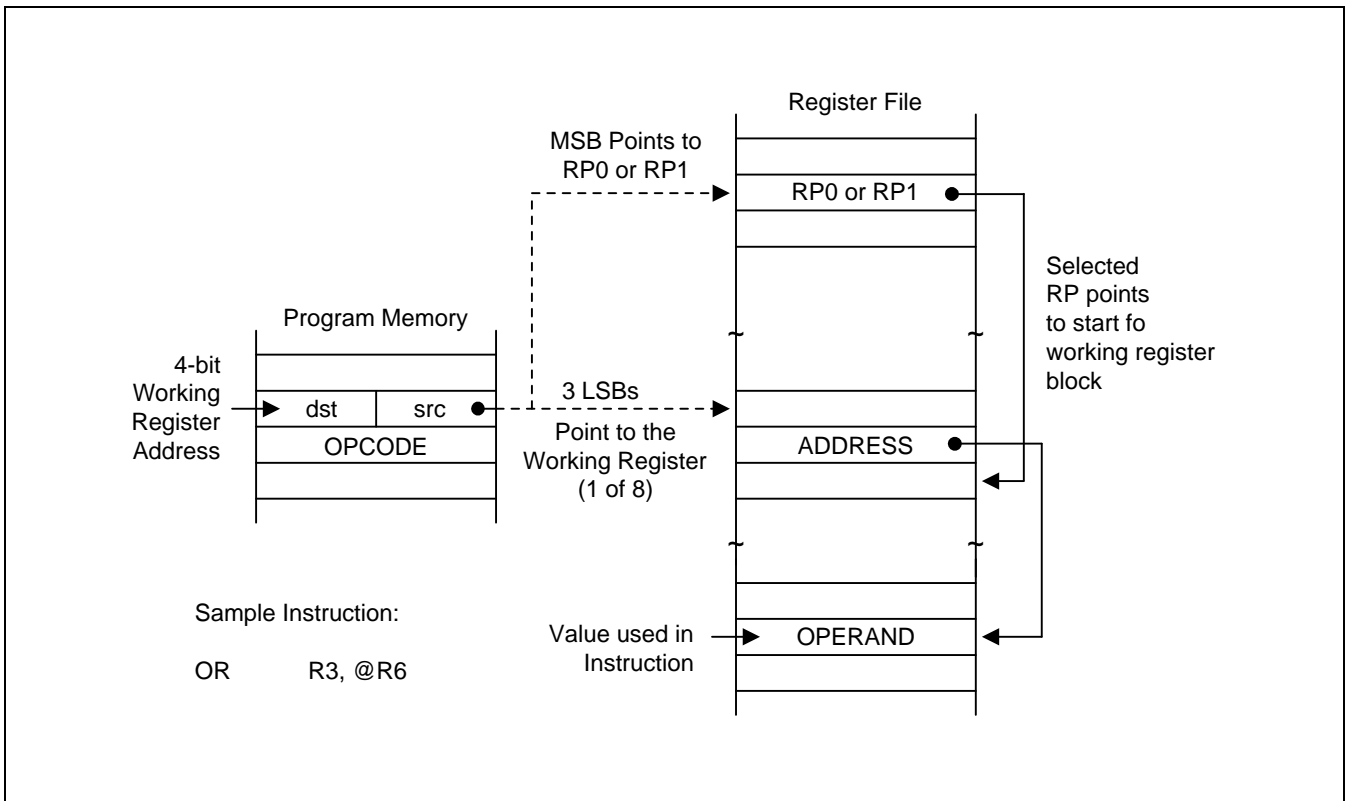 Register File
MSB Points to
RP0 or RP1
RP0 or RP1
Selected
RP points
to start fo
working register
block
Program Memory
4-bit
Working
Register
Address
dst
src
OPCODE
3 LSBs
Point to the
Working Register
(1 of 8)
~
~
ADDRESS
~
~
Sample Instruction:
OR R3, @R6
Value used in
Instruction
OPERAND